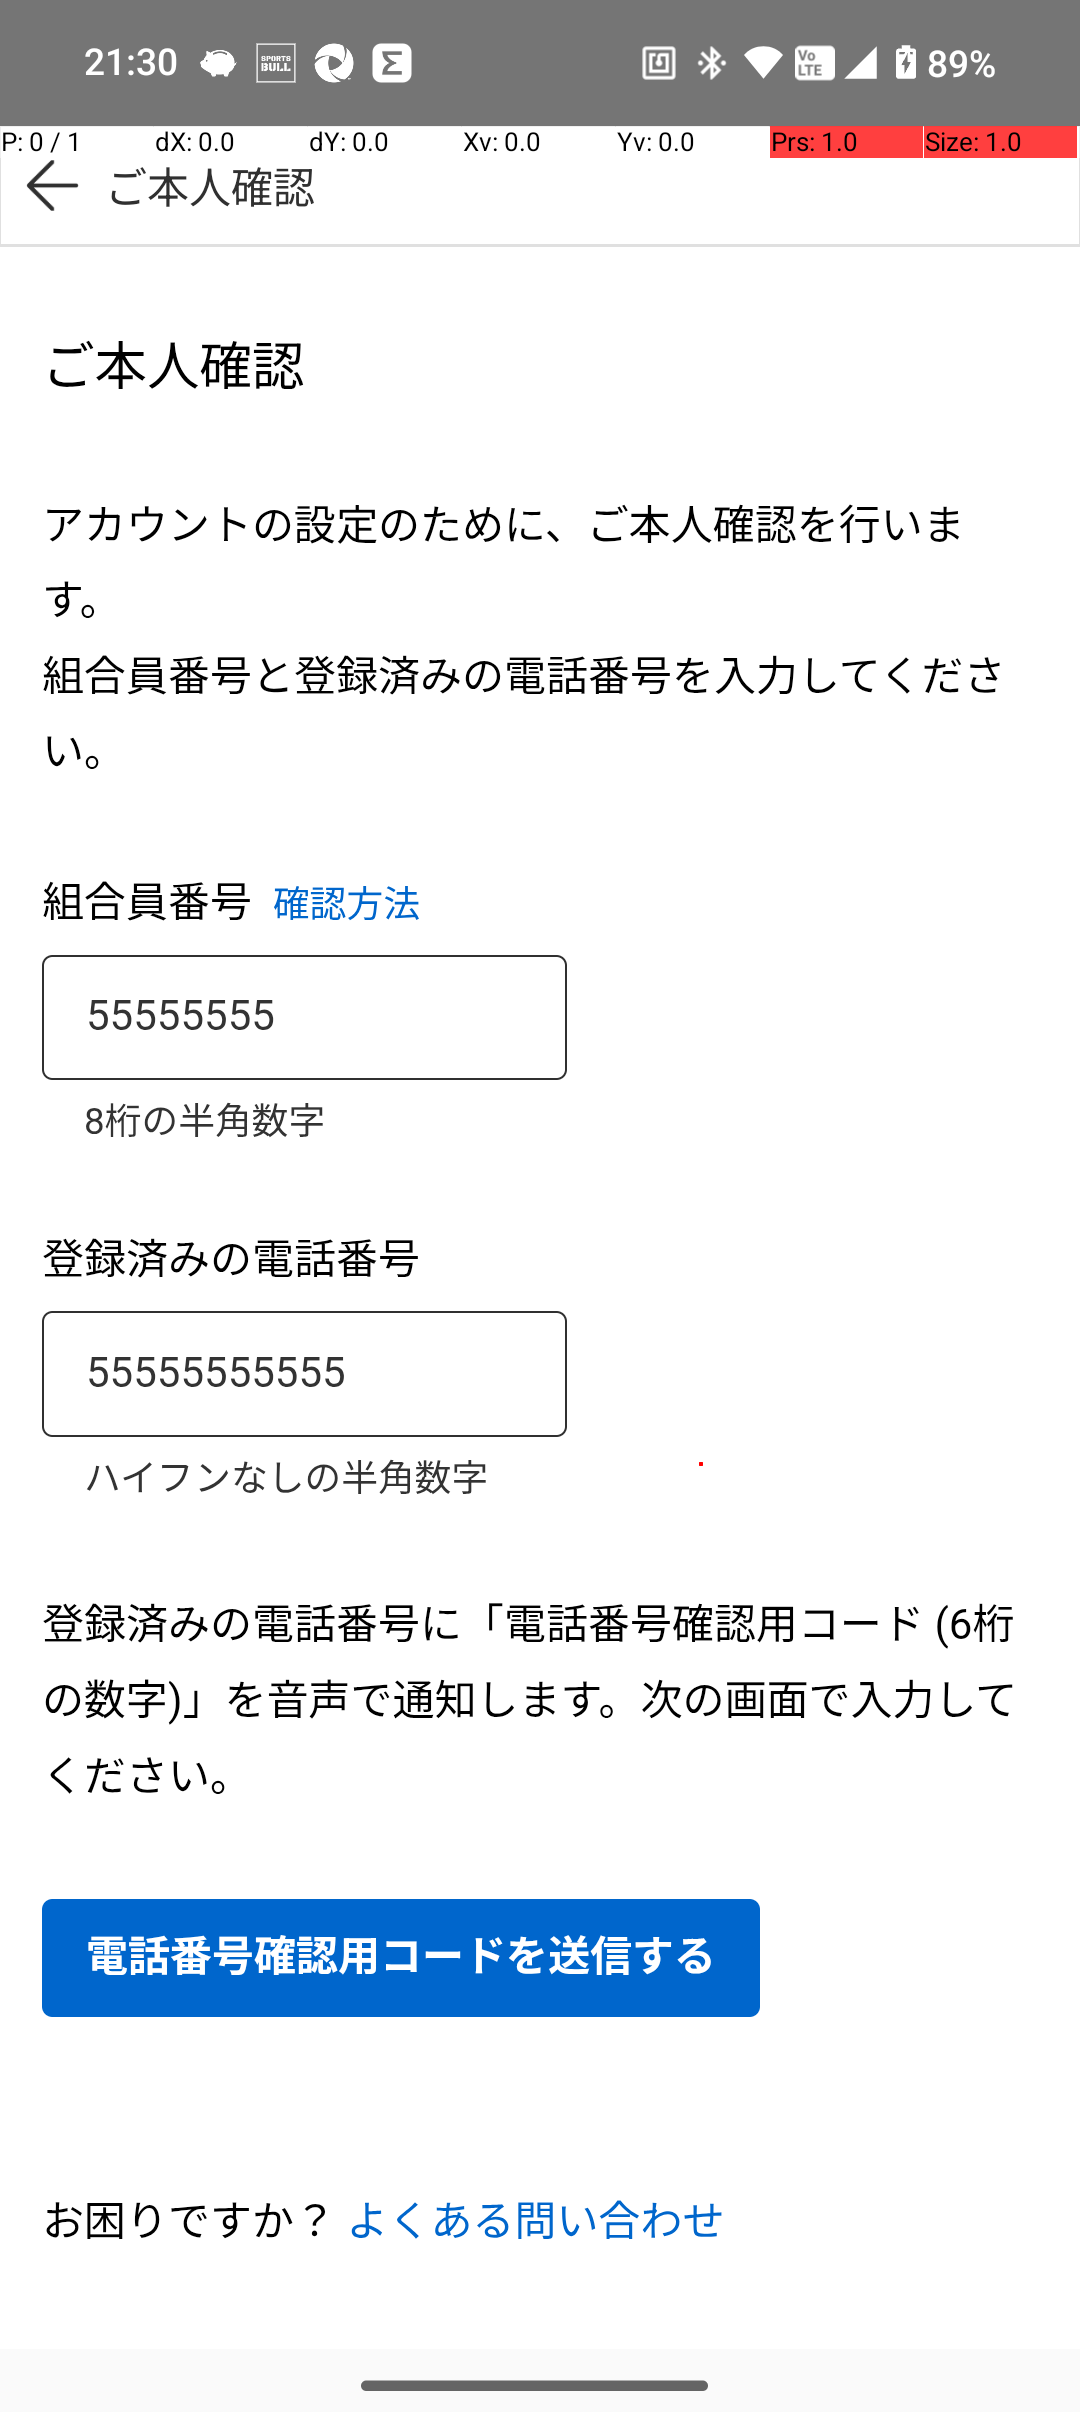 21:30 SPORTS BULL Vo LTE 89%
P: 0 / 1 dX: 0.0 dY: 0.0 Xv: 0.0 Yv: 0.0 Prs: 1.0 Size: 1.0
ご本人確認
ご本人確認
アカウントの設定のために、ご本人確認を行いま
す。
組合員番号と登録済みの電話番号を入力してくださ
い。
組合員番号 確認方法
55555555
8桁の半角数字
登録済みの電話番号
55555555555
ハイフンなしの半角数字
登録済みの電話番号に「電話番号確認用コード (6桁
の数字)」を音声で通知します。次の画面で入力して
ください。
電話番号確認用コードを送信する
お困りですか？ よくある問い合わせ